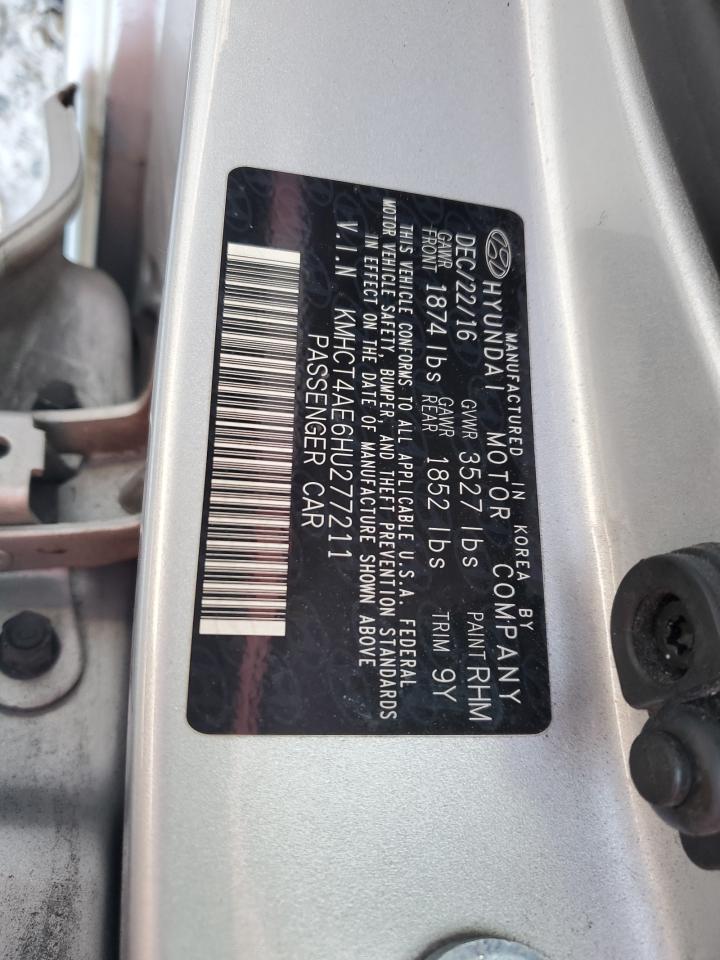 MANUFACTURED IN KOREA BY
HYUNDAI MOTOR COMPANY
DEC/22/16 GVWR 3527 lbs PAINT RHM
GAWR FRONT 1874 lbs GAWR REAR 1852 lbs TRIM 9Y
THIS VEHICLE CONFORMS TO ALL APPLICABLE U.S.A. FEDERAL
MOTOR VEHICLE SAFETY, BUMPER, AND THEFT PREVENTION STANDARDS
IN EFFECT ON THE DATE OF MANUFACTURE SHOWN ABOVE
V.I.N KMHCT4AE6HU277211
PASSENGER CAR